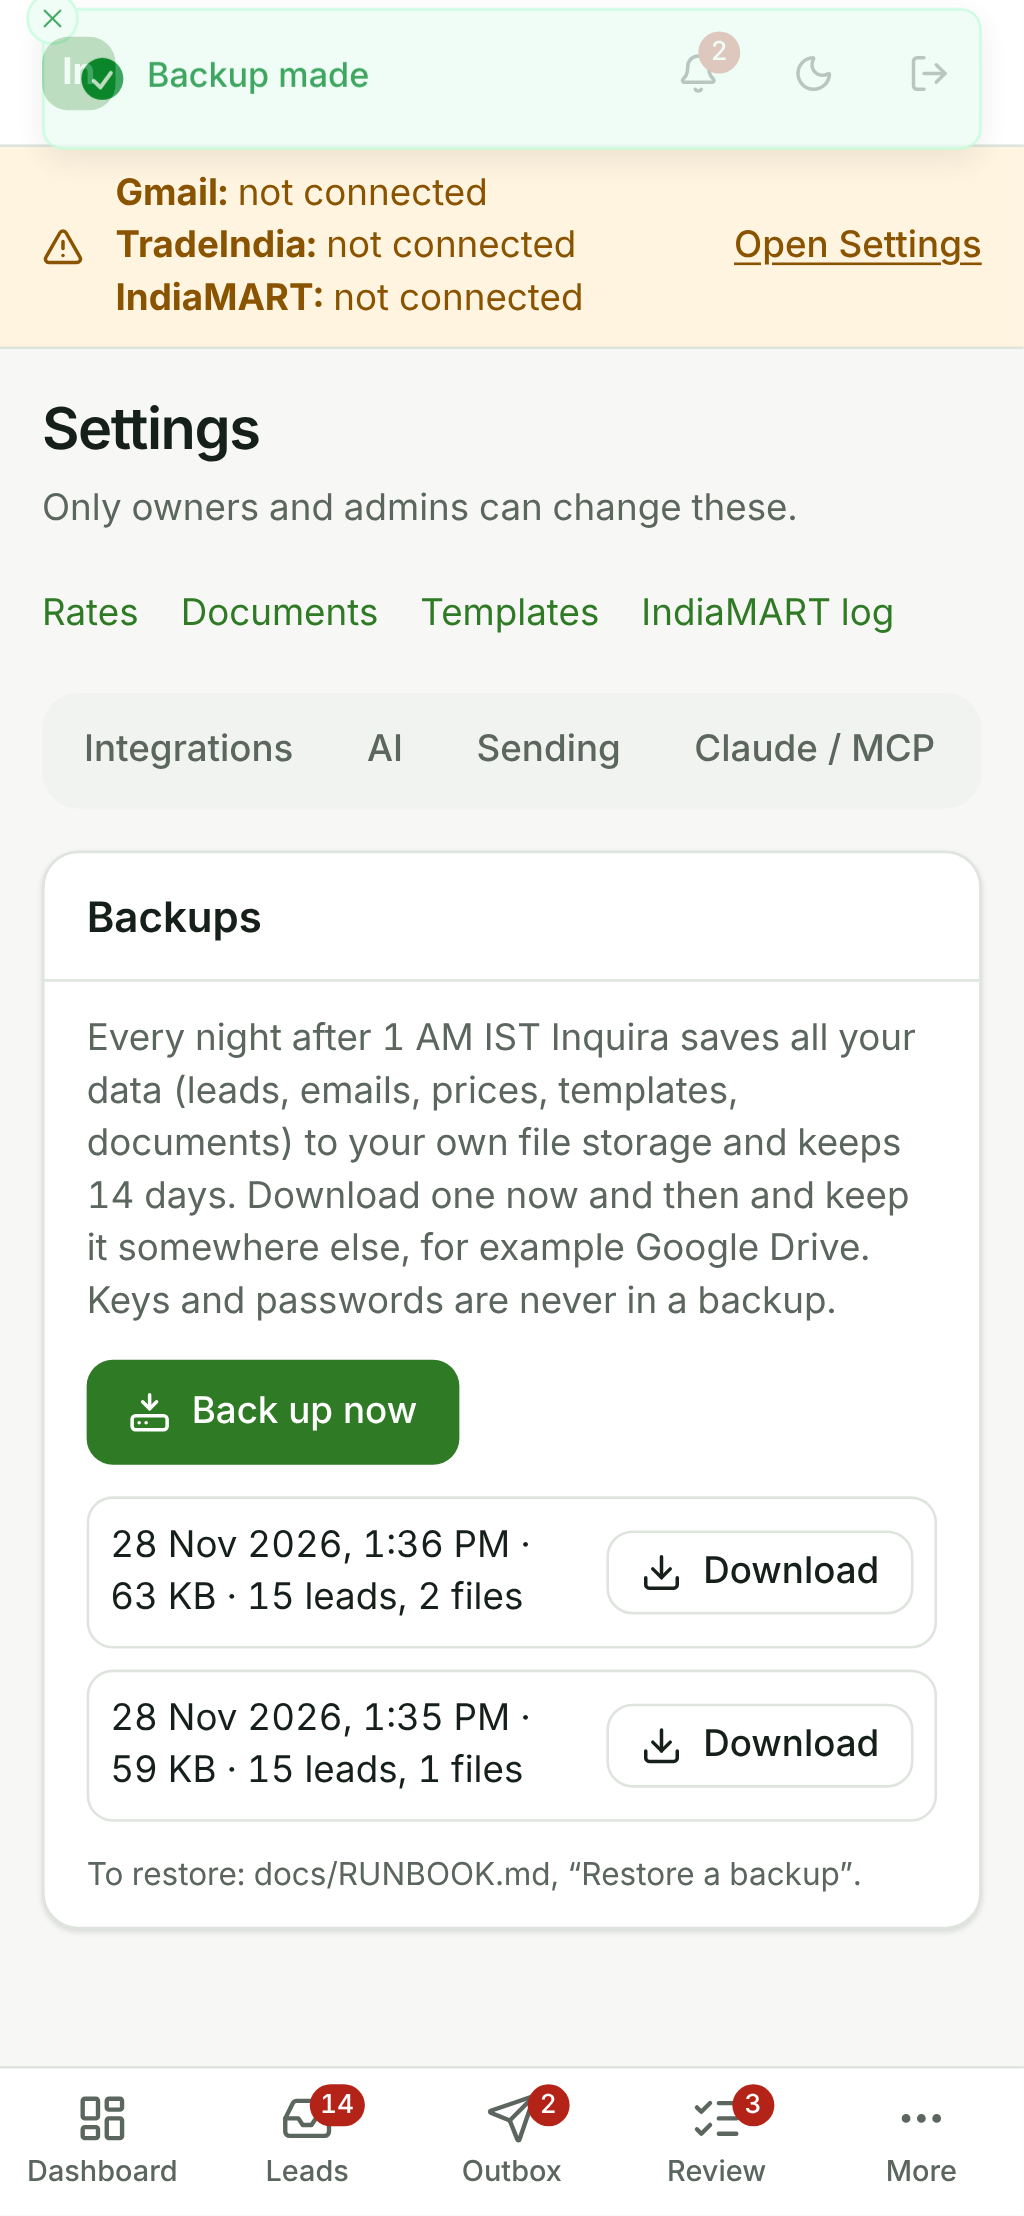 In
Backup made
2
Gmail: not connected
TradeIndia: not connected
IndiaMART: not connected
Open Settings
Settings
Only owners and admins can change these.
Rates Documents Templates IndiaMART log
Integrations AI Sending Claude / MCP
Backups
Every night after 1 AM IST Inquira saves all your
data (leads, emails, prices, templates,
documents) to your own file storage and keeps
14 days. Download one now and then and keep
it somewhere else, for example Google Drive.
Keys and passwords are never in a backup.
Back up now
28 Nov 2026, 1:36 PM ·
63 KB · 15 leads, 2 files
Download
28 Nov 2026, 1:35 PM ·
59 KB · 15 leads, 1 files
Download
To restore: docs/RUNBOOK.md, “Restore a backup”.
14 2 3
Dashboard Leads Outbox Review More